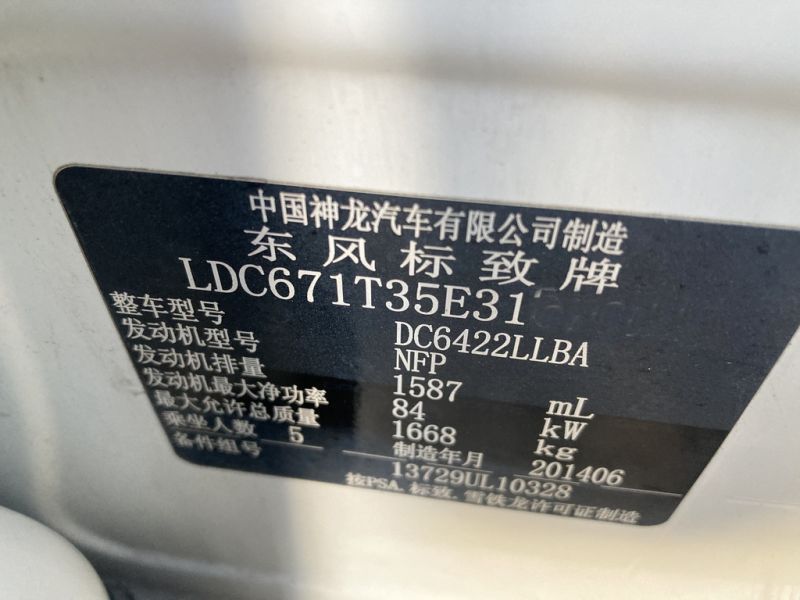 中国神龙汽车有限公司制造
东风标致牌
LDC671T35E31
整车型号 DC6422LLBA
发动机型号 NFP
发动机排量 1587 mL
发动机最大净功率 84 kW
最大允许总质量 1668 kg
乘坐人数 5 制造年月 201406
备件组号 13729UL10328
按PSA 标致 雪铁龙许可证制造